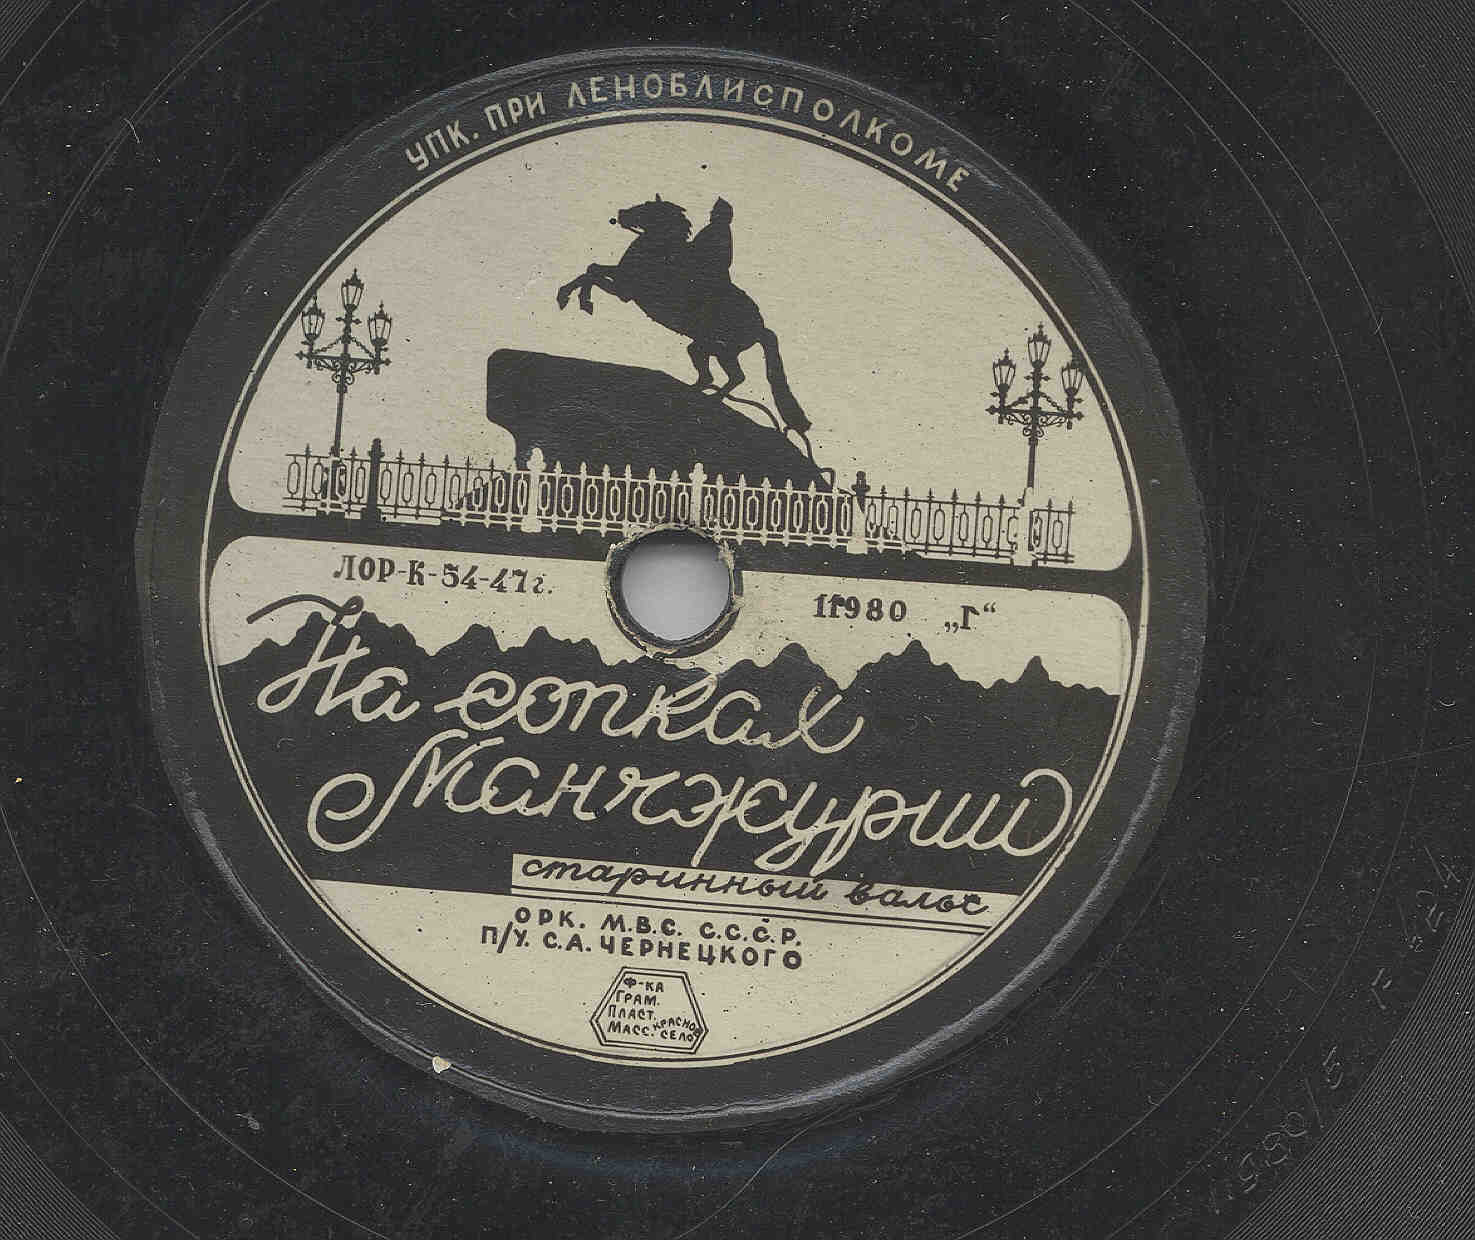 УПК. ПРИ ЛЕНОБЛИСПОЛКОМЕ
ЛОР-К-54-47г.
11980 „Г“
На сопках
Манчжурии
старинный вальс
ОРК. М.В.С. С.С.С.Р.
П/У. С.А. ЧЕРНЕЦКОГО
Ф-КА
ГРАМ.
ПЛАСТ.
МАСС. КРАСНОЕ
СЕЛО